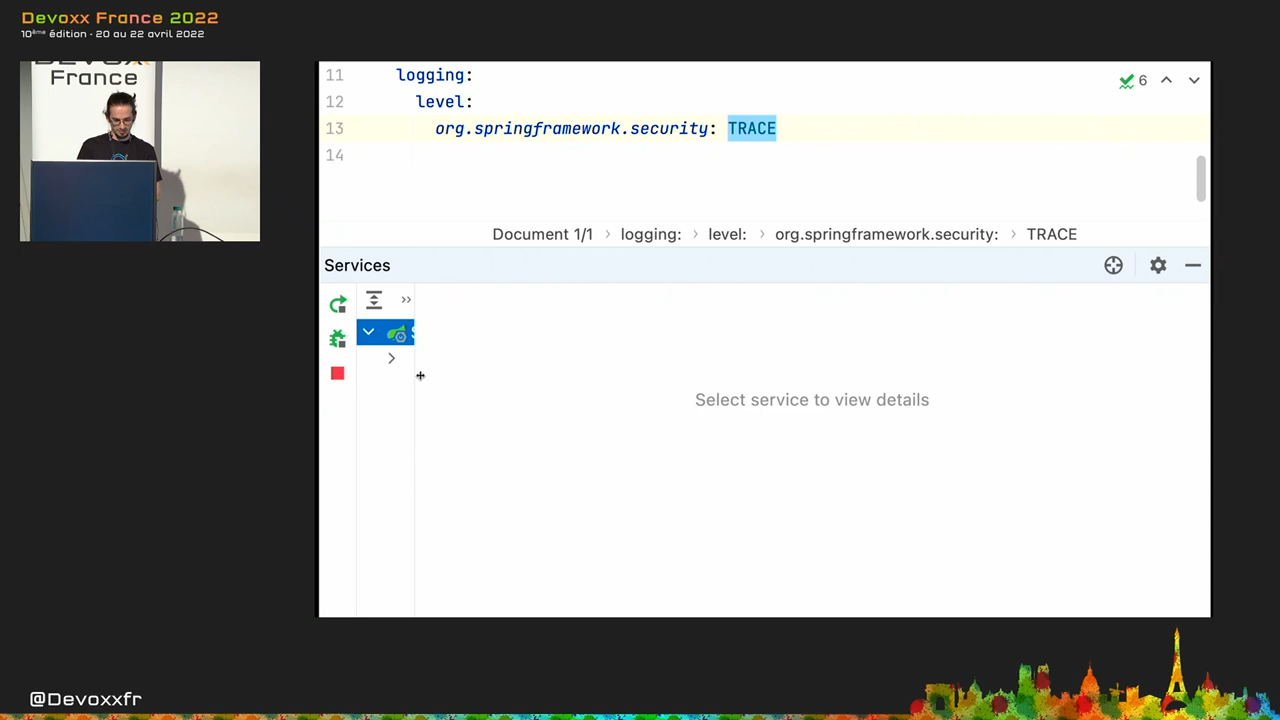 Devoxx France 2022
10ème édition - 20 au 22 avril 2022
France
11 logging:
12 level:
13 org.springframework.security: TRACE
14
6
Document 1/1 › logging: › level: › org.springframework.security: › TRACE
Services
Select service to view details
@Devoxxfr